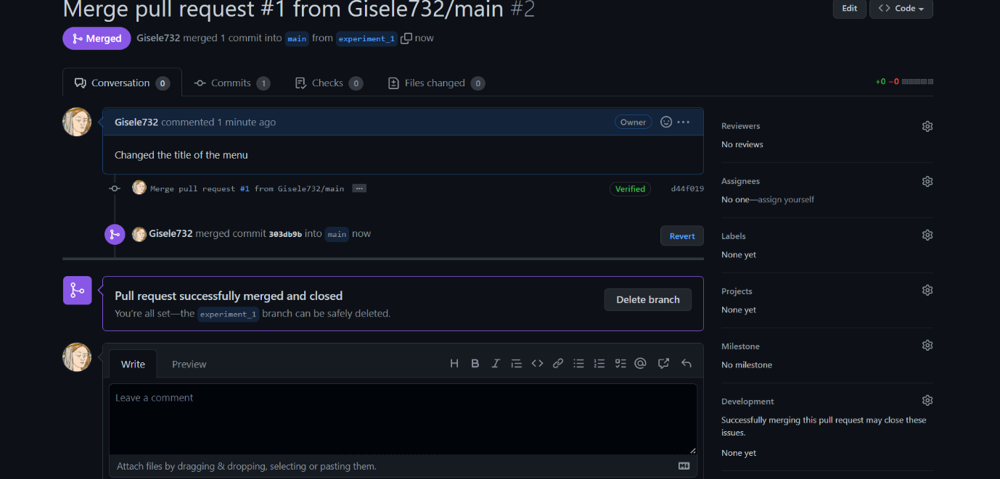 Merge pull request #1 from Gisele732/main #2
Edit
Code
Merged
Gisele732 merged 1 commit into main from experiment_1 now
Conversation 0
Commits 1
Checks 0
Files changed 0
+0 −0
Gisele732 commented 1 minute ago
Owner
Changed the title of the menu
Merge pull request #1 from Gisele732/main ...
Verified
d44f019
Gisele732 merged commit 303db9b into main now
Revert
Pull request successfully merged and closed
You're all set—the experiment_1 branch can be safely deleted.
Delete branch
Write
Preview
Leave a comment
Attach files by dragging & dropping, selecting or pasting them.
Reviewers
No reviews
Assignees
No one—assign yourself
Labels
None yet
Projects
None yet
Milestone
No milestone
Development
Successfully merging this pull request may close these
issues.
None yet